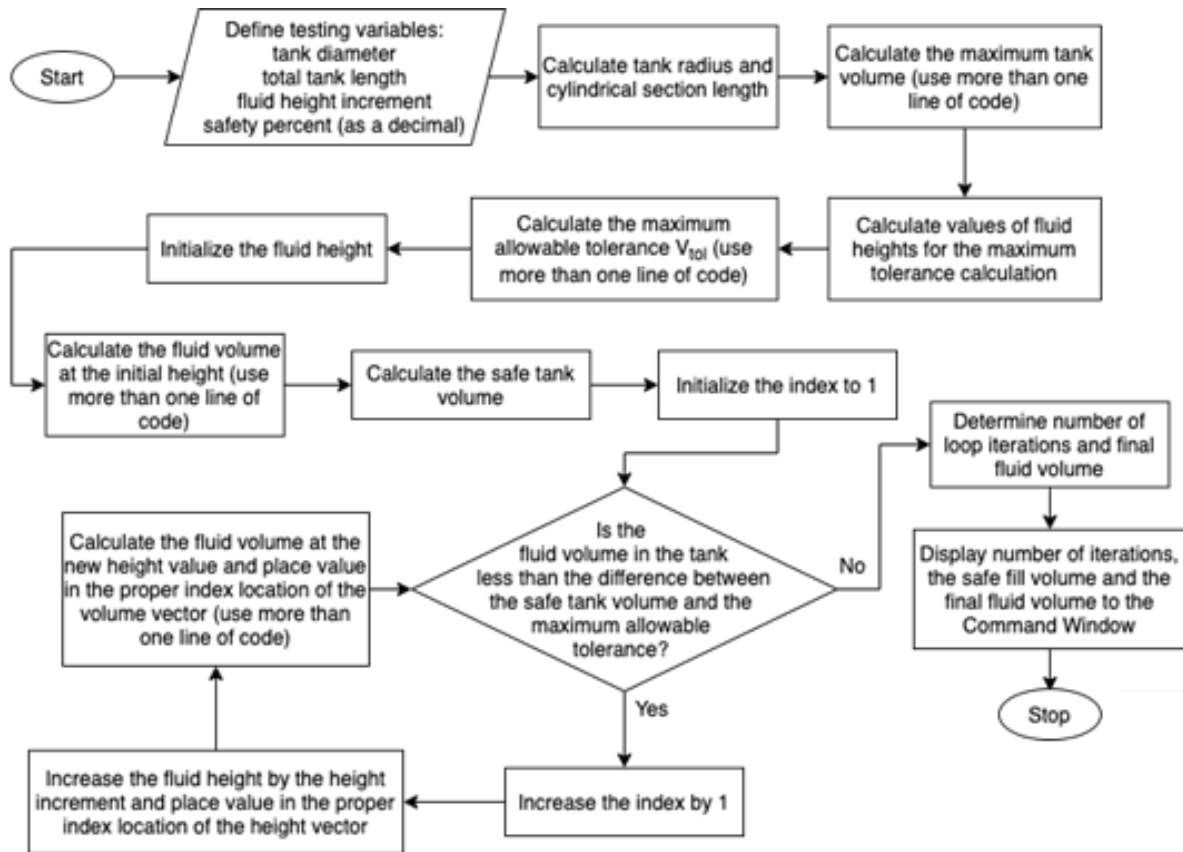 Start
Define testing variables:
tank diameter
total tank length
fluid height increment
safety percent (as a decimal)
Calculate tank radius and
cylindrical section length
Calculate the maximum tank
volume (use more than one
line of code)
Calculate values of fluid
heights for the maximum
tolerance calculation
Calculate the maximum
allowable tolerance Vtol (use
more than one line of code)
Initialize the fluid height
Calculate the fluid volume
at the initial height (use
more than one line of
code)
Calculate the safe tank
volume
Initialize the index to 1
Is the
fluid volume in the tank
less than the difference between
the safe tank volume and the
maximum allowable
tolerance?
Yes
Increase the index by 1
Increase the fluid height by the height
increment and place value in the proper
index location of the height vector
Calculate the fluid volume at the
new height value and place value
in the proper index location of the
volume vector (use more than
one line of code)
No
Determine number of
loop iterations and final
fluid volume
Display number of iterations,
the safe fill volume and the
final fluid volume to the
Command Window
Stop